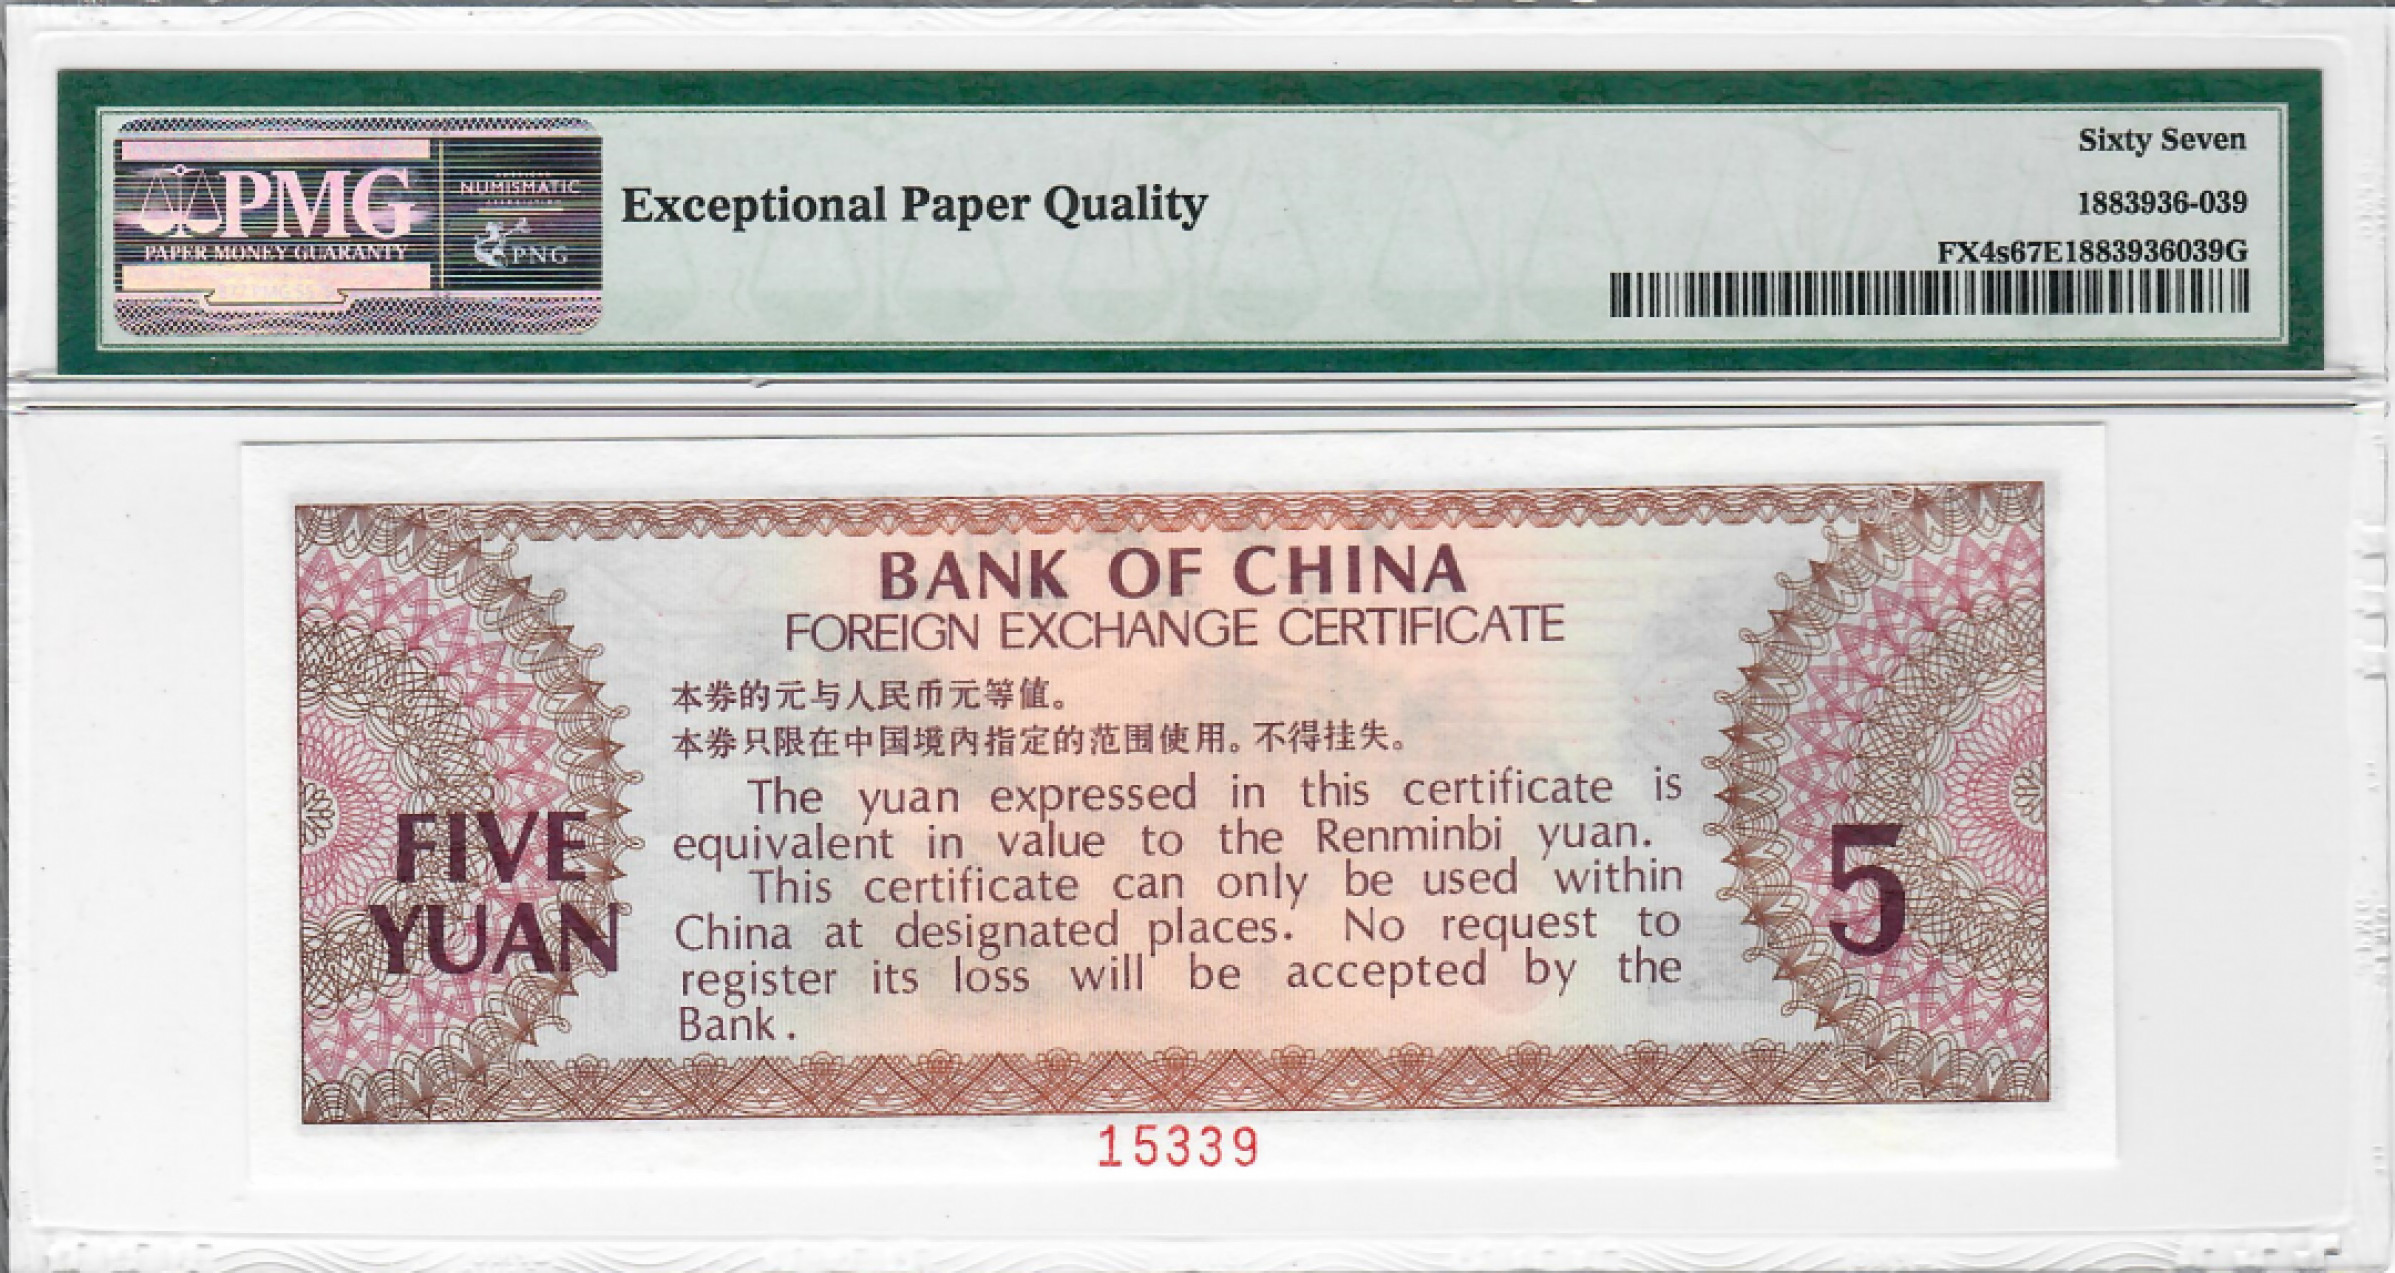 PMG
PAPER MONEY GUARANTY
NUMISMATIC
PNG
Exceptional Paper Quality
Sixty Seven
1883936-039
FX4s67E1883936039G
BANK OF CHINA
FOREIGN EXCHANGE CERTIFICATE
本券的元与人民币元等值。
本券只限在中国境内指定的范围使用。不得挂失。
The yuan expressed in this certificate is
equivalent in value to the Renminbi yuan.
This certificate can only be used within
China at designated places. No request to
register its loss will be accepted by the
Bank.
FIVE
YUAN
5
15339